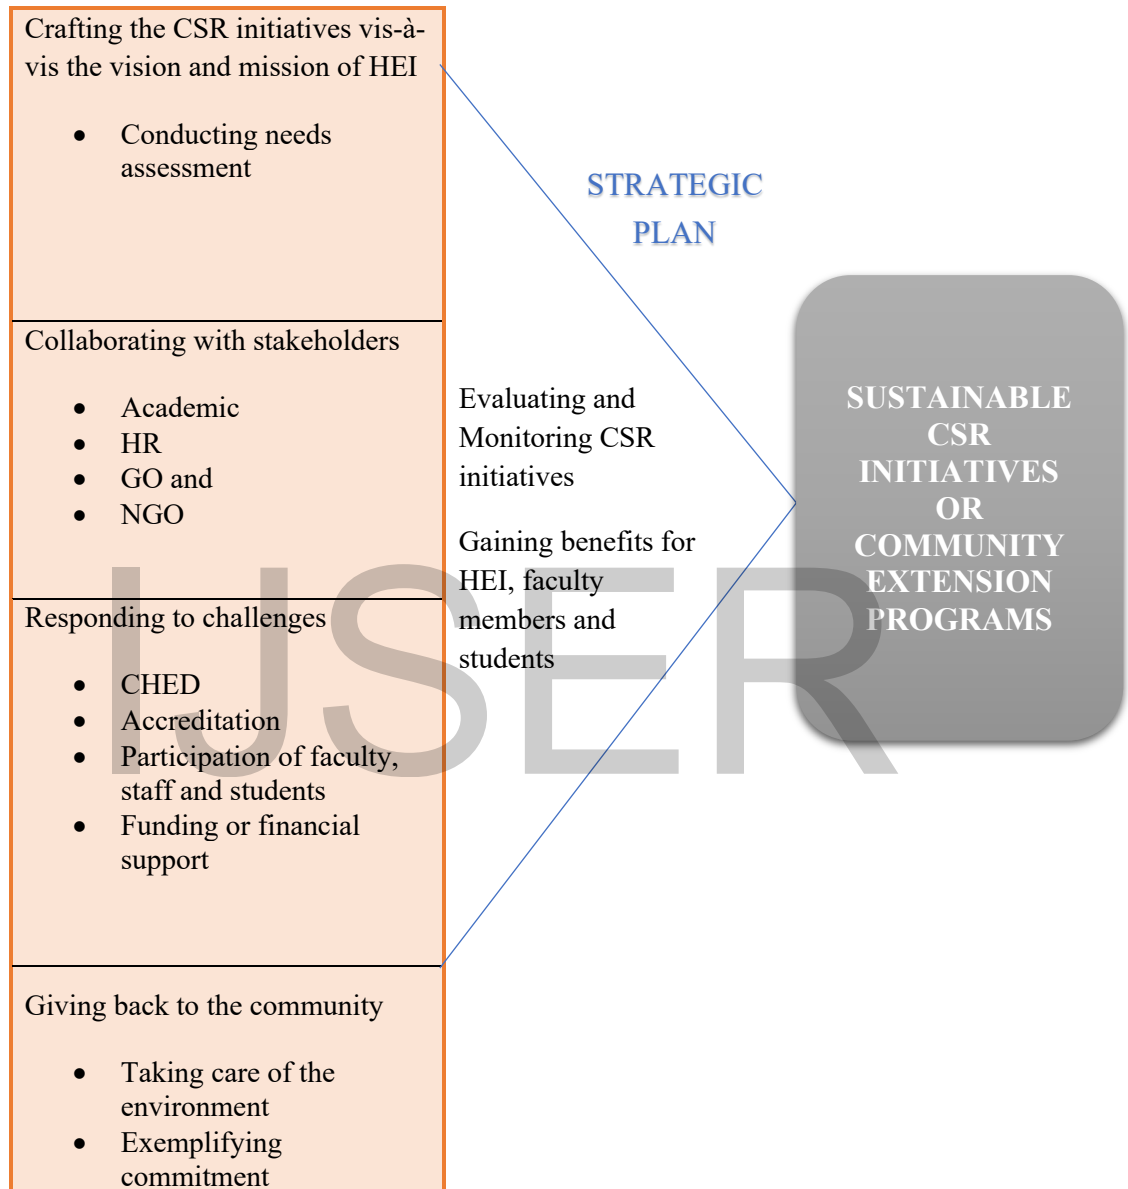 Crafting the CSR initiatives vis-à-
vis the vision and mission of HEI
• Conducting needs
assessment
Collaborating with stakeholders
• Academic
• HR
• GO and
• NGO
Responding to challenges
• CHED
• Accreditation
• Participation of faculty,
staff and students
• Funding or financial
support
Giving back to the community
• Taking care of the
environment
• Exemplifying
commitment
STRATEGIC
PLAN
Evaluating and
Monitoring CSR
initiatives
Gaining benefits for
HEI, faculty
members and
students
SUSTAINABLE
CSR
INITIATIVES
OR
COMMUNITY
EXTENSION
PROGRAMS
IJSER